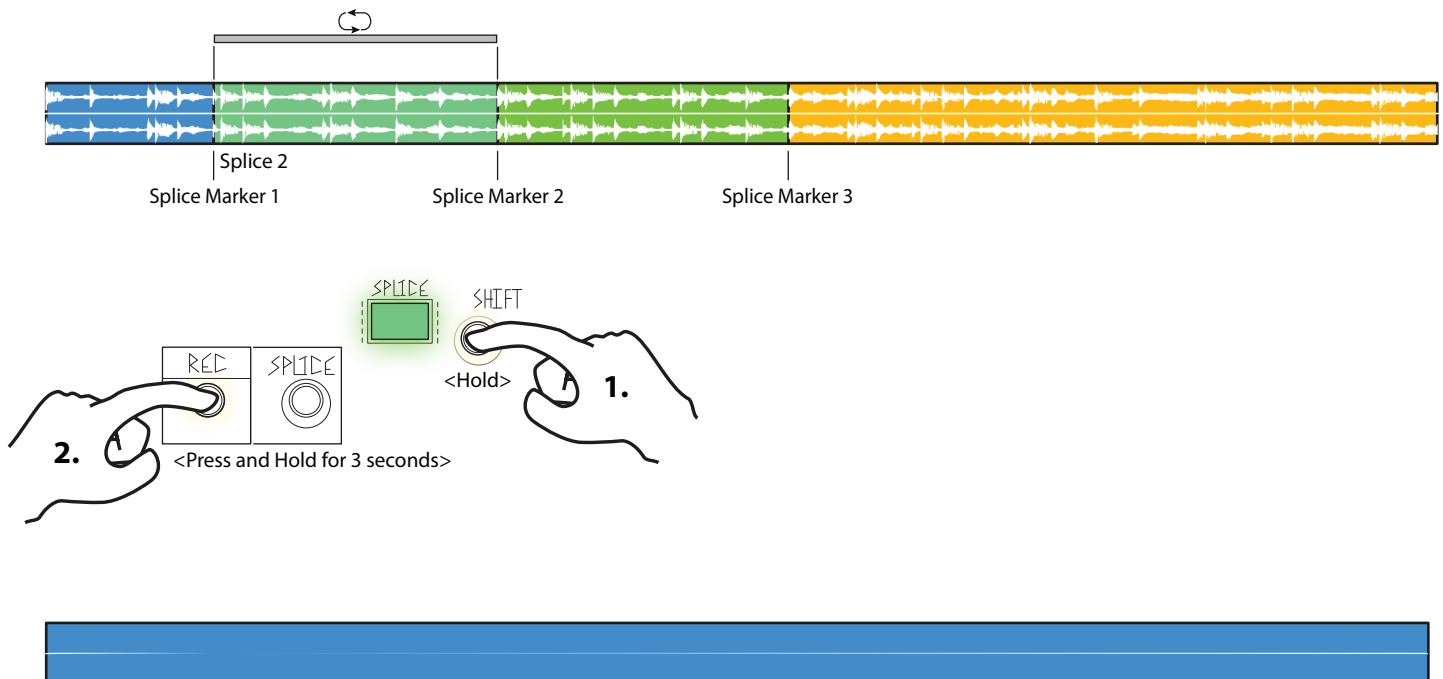 Splice 2
Splice Marker 1
Splice Marker 2
Splice Marker 3
SPLICE
SHIFT
REC
SPLICE
<Hold>
1.
2.
<Press and Hold for 3 seconds>